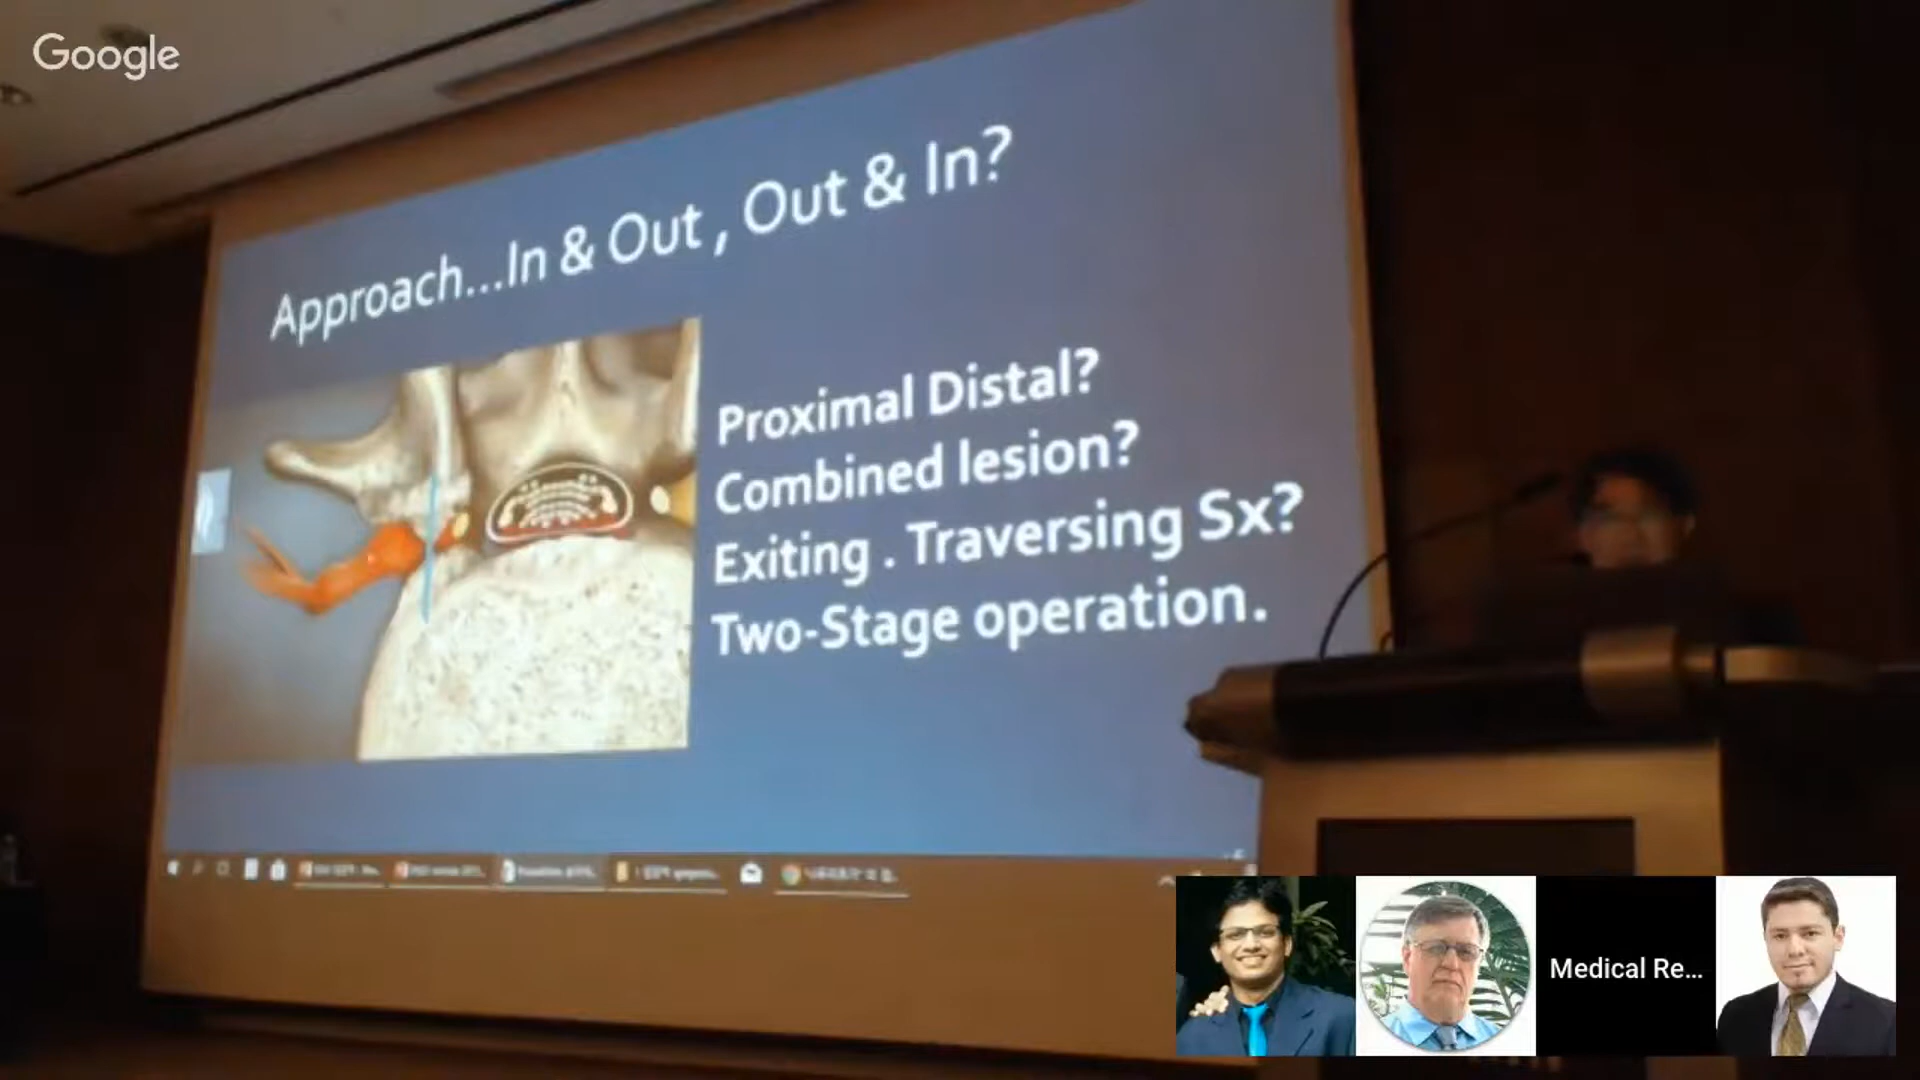 Google
Approach...In & Out , Out & In?
Proximal Distal?
Combined lesion?
Exiting . Traversing Sx?
Two-Stage operation.
Medical Re...